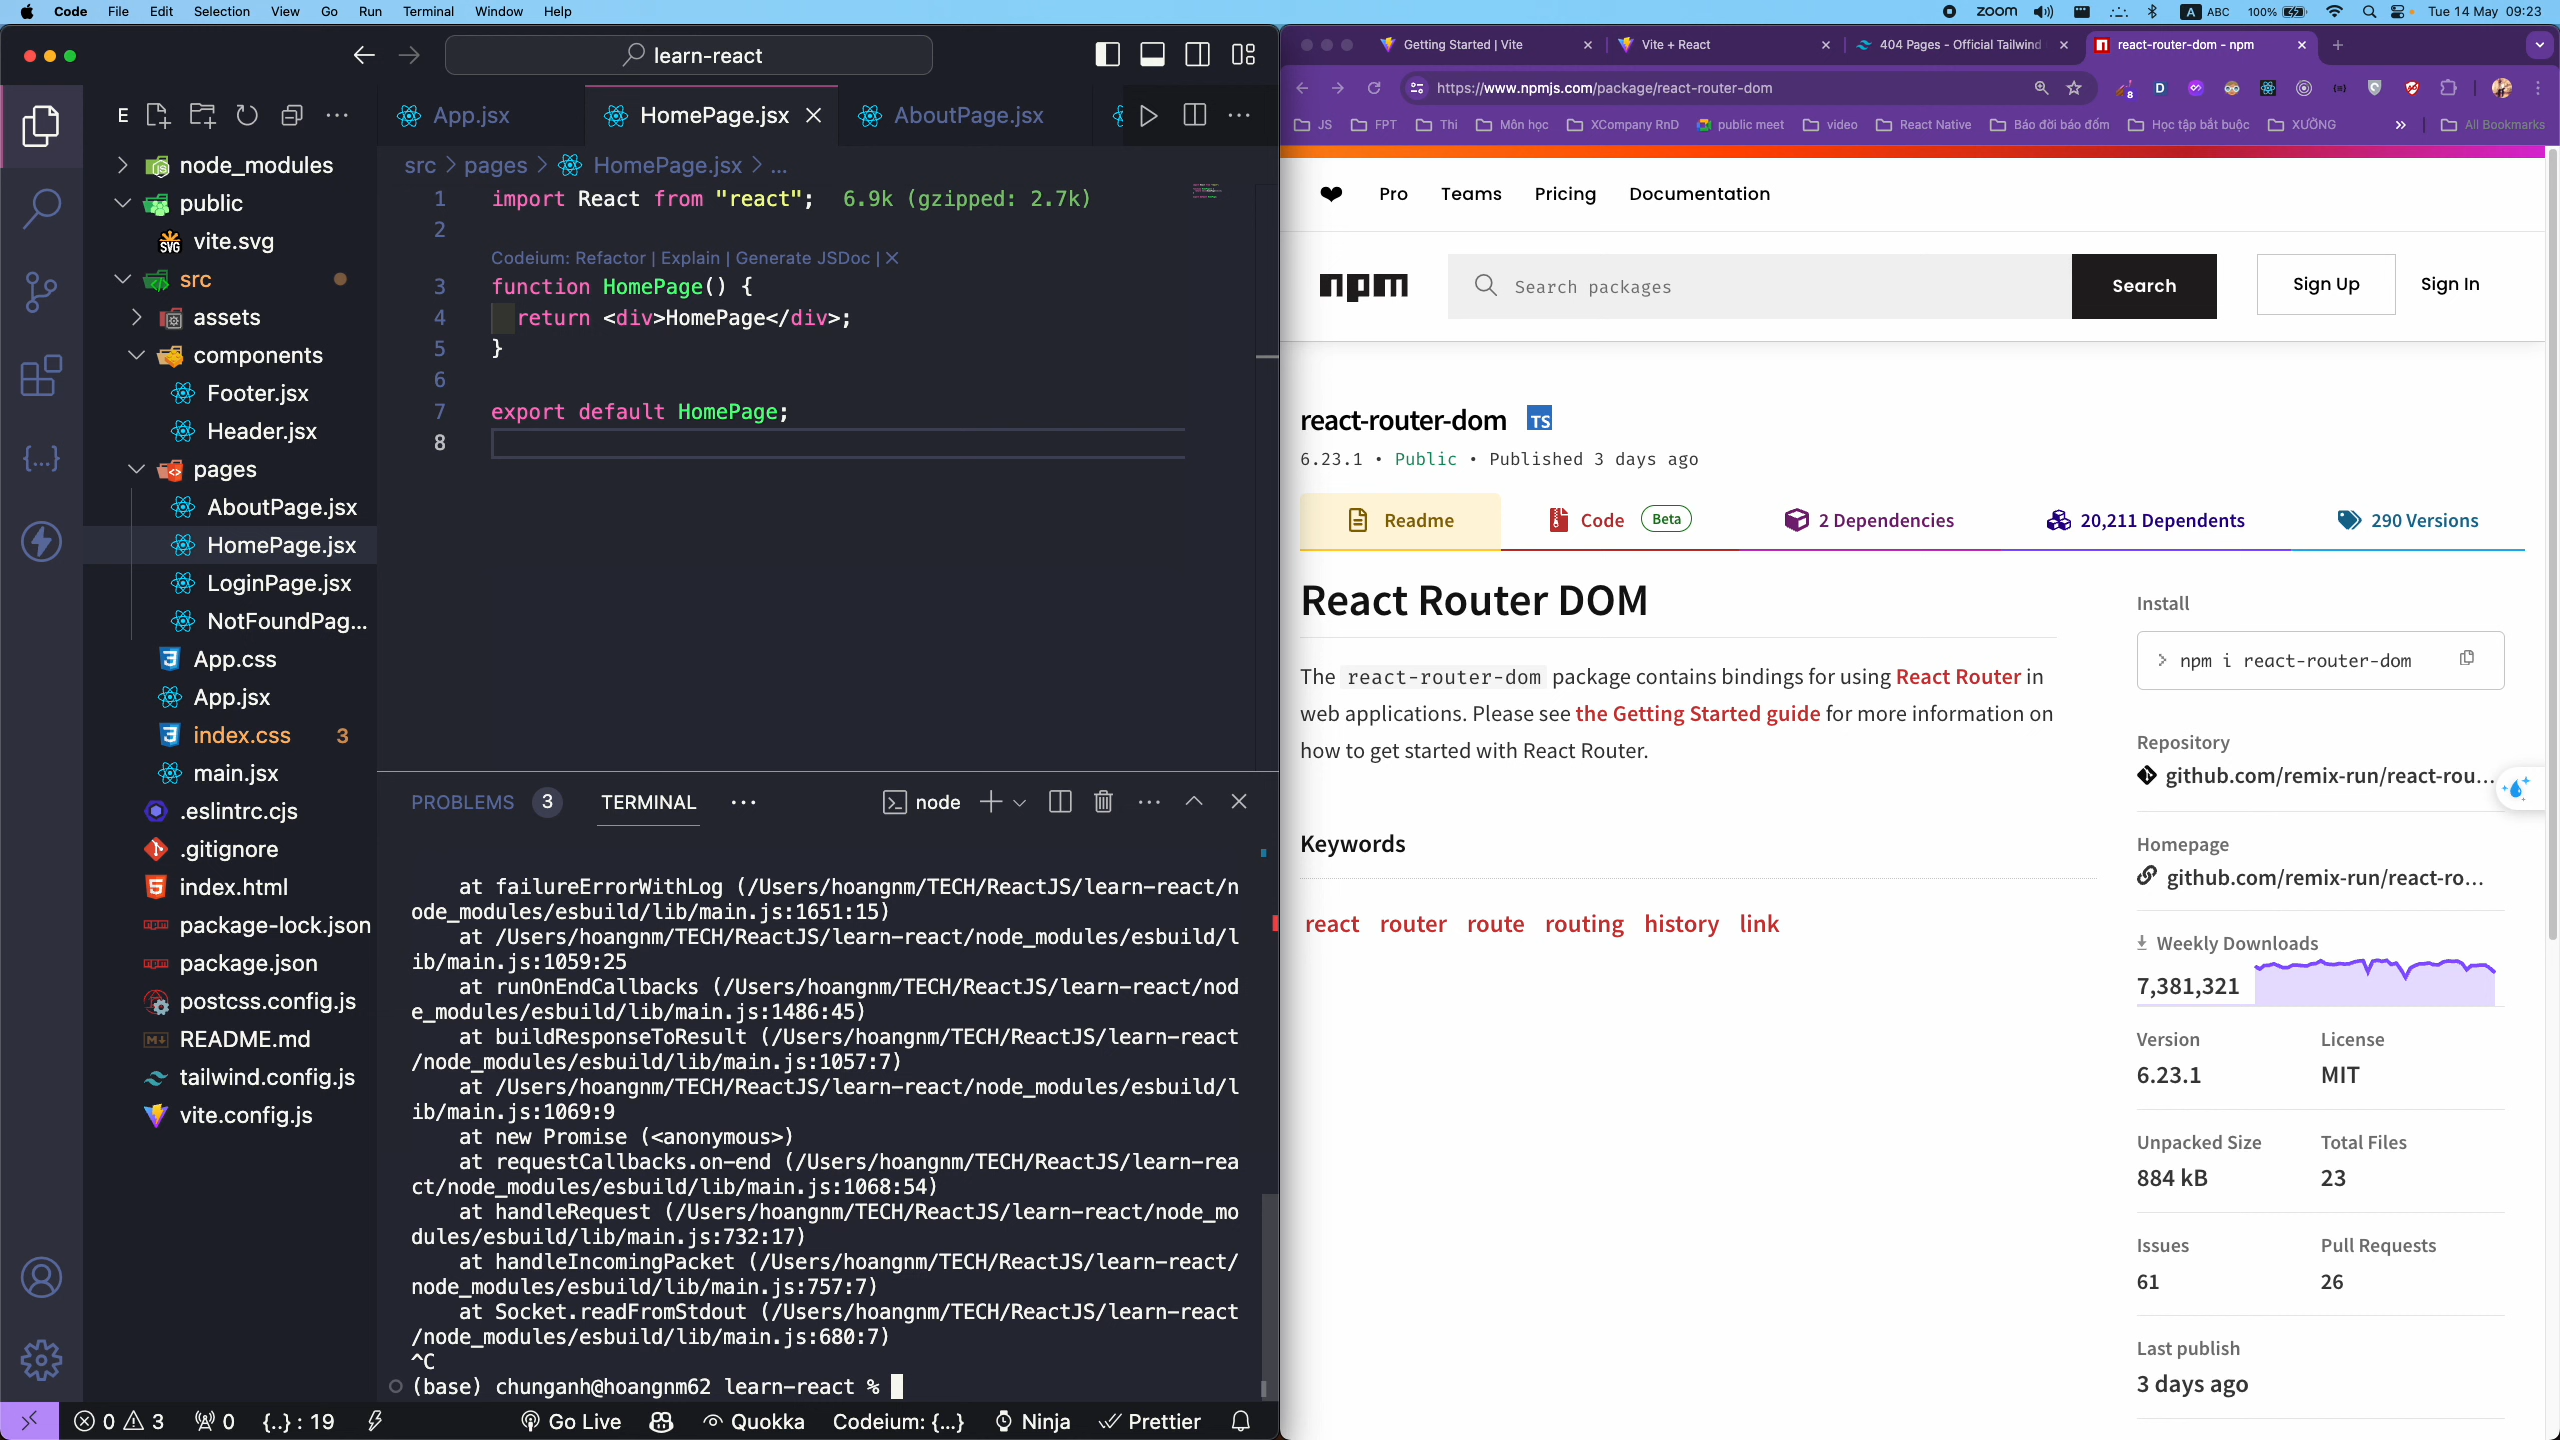 Code File Edit Selection View Go Run Terminal Window Help
zoom A ABC 100% Tue 14 May 09:23
learn-react
E
node_modules
public
vite.svg
src
assets
components
Footer.jsx
Header.jsx
pages
AboutPage.jsx
HomePage.jsx
LoginPage.jsx
NotFoundPag...
App.css
App.jsx
index.css 3
main.jsx
.eslintrc.cjs
.gitignore
index.html
package-lock.json
package.json
postcss.config.js
README.md
tailwind.config.js
vite.config.js
App.jsx HomePage.jsx AboutPage.jsx
src > pages > HomePage.jsx > ...
1 import React from "react"; 6.9k (gzipped: 2.7k)
2
Codeium: Refactor | Explain | Generate JSDoc | ×
3 function HomePage() {
4 return <div>HomePage</div>;
5 }
6
7 export default HomePage;
8
PROBLEMS 3 TERMINAL ... node
at failureErrorWithLog (/Users/hoangnm/TECH/ReactJS/learn-react/n
ode_modules/esbuild/lib/main.js:1651:15)
at /Users/hoangnm/TECH/ReactJS/learn-react/node_modules/esbuild/l
ib/main.js:1059:25
at runOnEndCallbacks (/Users/hoangnm/TECH/ReactJS/learn-react/nod
e_modules/esbuild/lib/main.js:1486:45)
at buildResponseToResult (/Users/hoangnm/TECH/ReactJS/learn-react
/node_modules/esbuild/lib/main.js:1057:7)
at /Users/hoangnm/TECH/ReactJS/learn-react/node_modules/esbuild/l
ib/main.js:1069:9
at new Promise (<anonymous>)
at requestCallbacks.on-end (/Users/hoangnm/TECH/ReactJS/learn-rea
ct/node_modules/esbuild/lib/main.js:1068:54)
at handleRequest (/Users/hoangnm/TECH/ReactJS/learn-react/node_mo
dules/esbuild/lib/main.js:732:17)
at handleIncomingPacket (/Users/hoangnm/TECH/ReactJS/learn-react/
node_modules/esbuild/lib/main.js:757:7)
at Socket.readFromStdout (/Users/hoangnm/TECH/ReactJS/learn-react
/node_modules/esbuild/lib/main.js:680:7)
^C
(base) chunganh@hoangnm62 learn-react %
0 3 0 {..} : 19 Go Live Quokka Codeium: {...} Ninja Prettier
Getting Started | Vite Vite + React 404 Pages - Official Tailwind react-router-dom - npm
https://www.npmjs.com/package/react-router-dom
JS FPT Thi Môn học XCompany RnD public meet video React Native Báo đời báo đốm Học tập bắt buộc XƯỞNG » All Bookmarks
Pro Teams Pricing Documentation
npm Search packages Search Sign Up Sign In
react-router-dom TS
6.23.1 • Public • Published 3 days ago
Readme Code Beta 2 Dependencies 20,211 Dependents 290 Versions
React Router DOM
The react-router-dom package contains bindings for using React Router in
web applications. Please see the Getting Started guide for more information on
how to get started with React Router.
Keywords
react router route routing history link
Install
> npm i react-router-dom
Repository
github.com/remix-run/react-rou...
Homepage
github.com/remix-run/react-ro...
Weekly Downloads
7,381,321
Version License
6.23.1 MIT
Unpacked Size Total Files
884 kB 23
Issues Pull Requests
61 26
Last publish
3 days ago